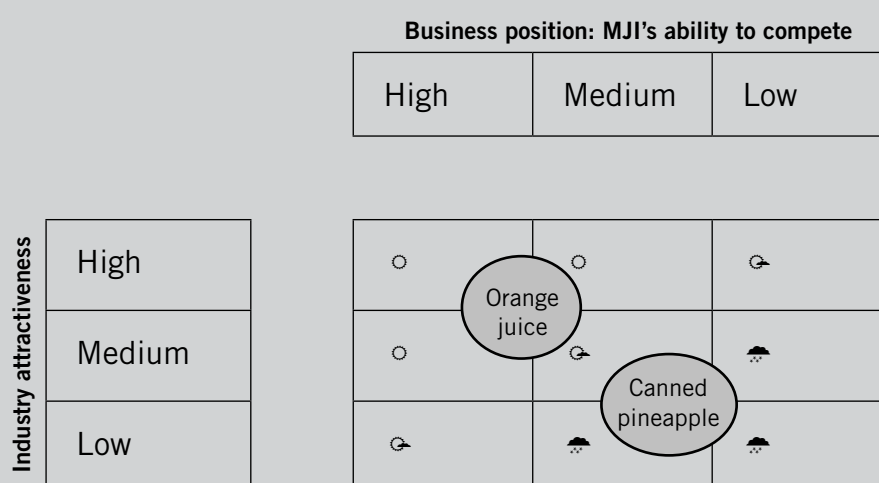 Business position: MJI's ability to compete
High Medium Low
Industry attractiveness
High
Orange
juice
Medium
Canned
pineapple
Low